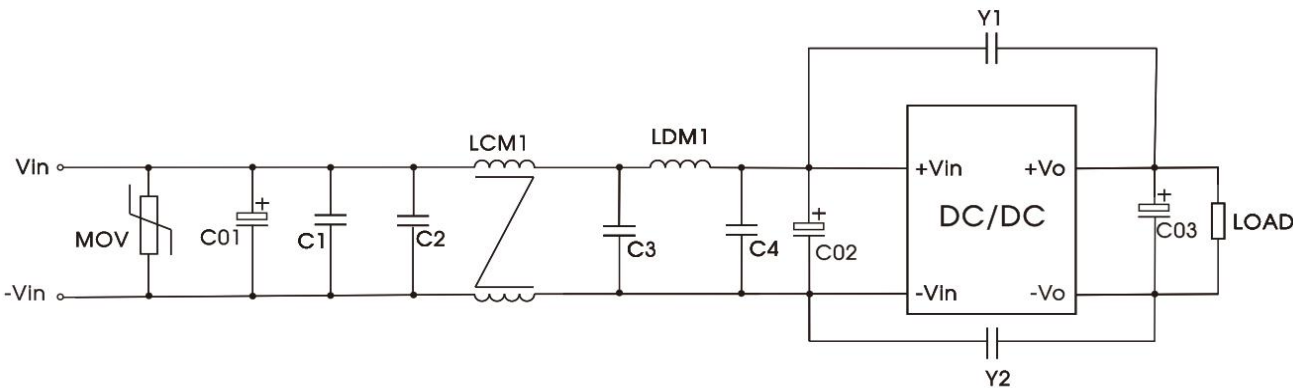 Y1
LCM1
LDM1
Vin
+Vin
+Vo
DC/DC
MOV
C01
C1
C2
C3
C4
C02
C03
LOAD
-Vin
-Vin
-Vo
Y2
+
+
+